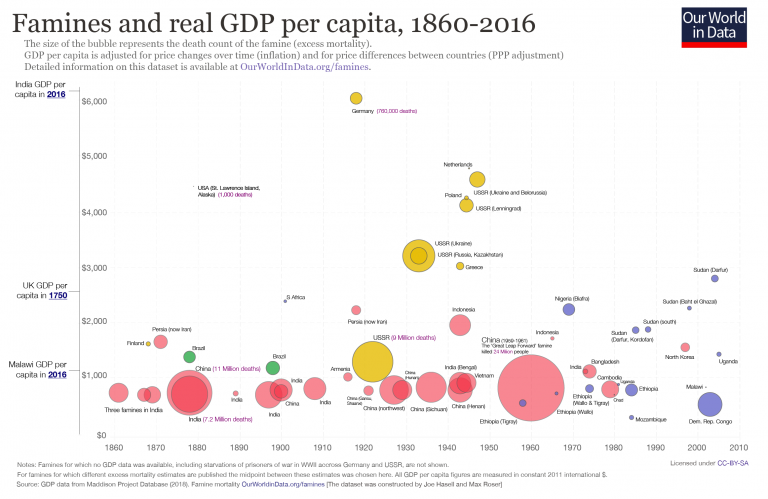 Famines and real GDP per capita, 1860-2016
Our World
in Data
The size of the bubble represents the death count of the famine (excess mortality).
GDP per capita is adjusted for price changes over time (inflation) and for price differences between countries (PPP adjustment)
Detailed information on this dataset is available at OurWorldInData.org/famines.
India GDP per
capita in 2016
$6,000
Germany (760,000 deaths)
$5,000
Netherlands
USA (St. Lawrence Island,
Alaska) (1,000 deaths)
Poland
USSR (Ukraine and Belorussia)
USSR (Lenningrad)
$4,000
USSR (Ukraine)
USSR (Russia, Kazakhstan)
Greece
$3,000
Sudan (Darfur)
UK GDP per
capita in 1750
S.Africa
Nigeria (Biafra)
Sudan (Baht el Ghazal)
Indonesia
$2,000
Persia (now Iran)
Persia (now Iran)
Sudan (south)
Sudan
(Darfur, Kordofan)
Finland
Brazil
USSR (9 Million deaths)
China (1959-1961)
The "Great Leap Forward" famine
killed 24 Million people
Indonesia
North Korea
Uganda
Malawi GDP per
capita in 2016
$1,000
China (11 Million deaths)
Brazil
India
Armenia
China
(Henan)
India (Bengal)
Vietnam
India
Bangladesh
Cambodia
Uganda
Ethiopia
Malawi
Three famines in India
India
China
India
India
China (Gansu,
Shaanxi)
China (northwest)
China (Sichuan)
China (Henan)
Ethiopia
(Wollo & Tigray)
Chad
Ethiopia (Wollo)
Ethiopia (Tigray)
Mozambique
Dem. Rep. Congo
India (7.2 Million deaths)
$0
1860
1870
1880
1890
1900
1910
1920
1930
1940
1950
1960
1970
1980
1990
2000
2010
Notes: Famines for which no GDP data was available, including starvations of prisoners of war in WWII accross Germany and USSR, are not shown.
Licensed under CC-BY-SA
Famines for which different excess mortality estimates are published the midpoint between these estimates was chosen here. All GDP per capita figures are measured in constant 2011 international $.
Source: GDP data from Maddison Project Database (2018). Famine mortality OurWorldinData.org/famines [The dataset was constructed by Joe Hasell and Max Roser]